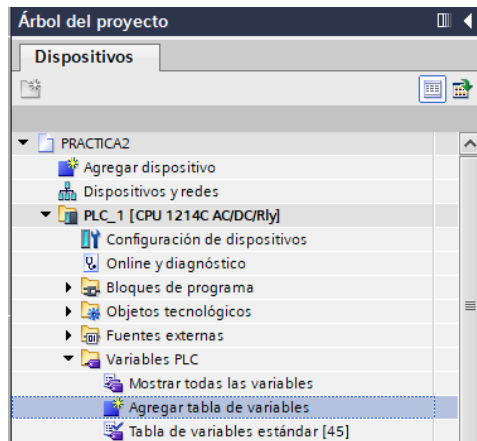 Árbol del proyecto
Dispositivos
PRACTICA2
Agregar dispositivo
Dispositivos y redes
PLC_1 [CPU 1214C AC/DC/Rly]
Configuración de dispositivos
Online y diagnóstico
Bloques de programa
Objetos tecnológicos
Fuentes externas
Variables PLC
Mostrar todas las variables
Agregar tabla de variables
Tabla de variables estándar [45]